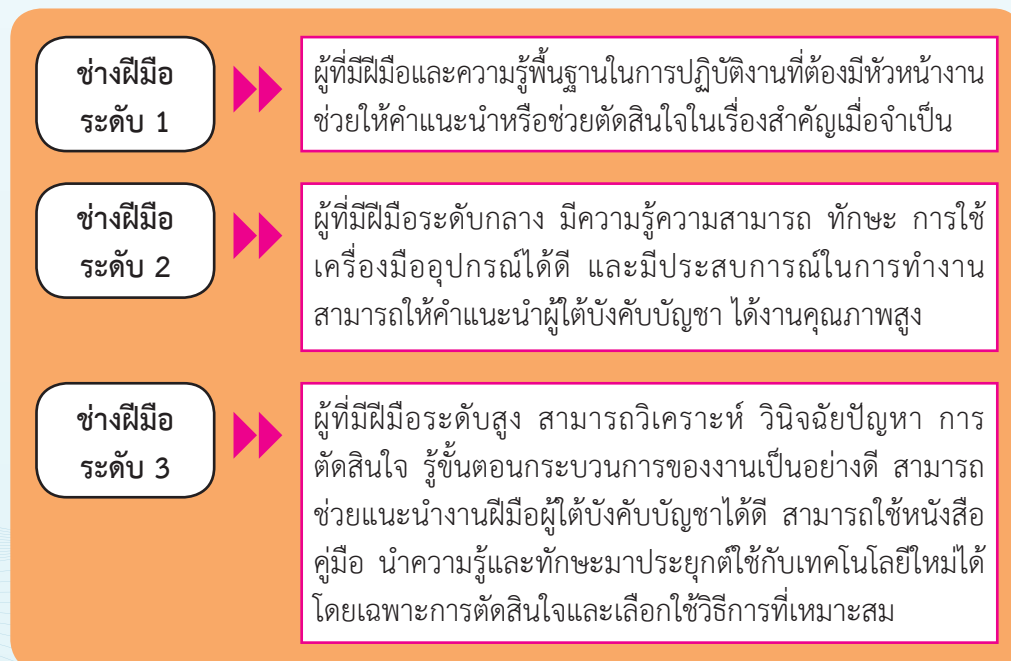 ช่างฝีมือ
ระดับ 1
ผู้ที่มีฝีมือและความรู้พื้นฐานในการปฏิบัติงานที่ต้องมีหัวหน้างาน
ช่วยให้คำแนะนำหรือช่วยตัดสินใจในเรื่องสำคัญเมื่อจำเป็น
ช่างฝีมือ
ระดับ 2
ผู้ที่มีฝีมือระดับกลาง มีความรู้ความสามารถ ทักษะ การใช้
เครื่องมืออุปกรณ์ได้ดี และมีประสบการณ์ในการทำงาน
สามารถให้คำแนะนำผู้ใต้บังคับบัญชา ได้งานคุณภาพสูง
ช่างฝีมือ
ระดับ 3
ผู้ที่มีฝีมือระดับสูง สามารถวิเคราะห์ วินิจฉัยปัญหา การ
ตัดสินใจ รู้ขั้นตอนกระบวนการของงานเป็นอย่างดี สามารถ
ช่วยแนะนำงานฝีมือผู้ใต้บังคับบัญชาได้ดี สามารถใช้หนังสือ
คู่มือ นำความรู้และทักษะมาประยุกต์ใช้กับเทคโนโลยีใหม่ได้
โดยเฉพาะการตัดสินใจและเลือกใช้วิธีการที่เหมาะสม